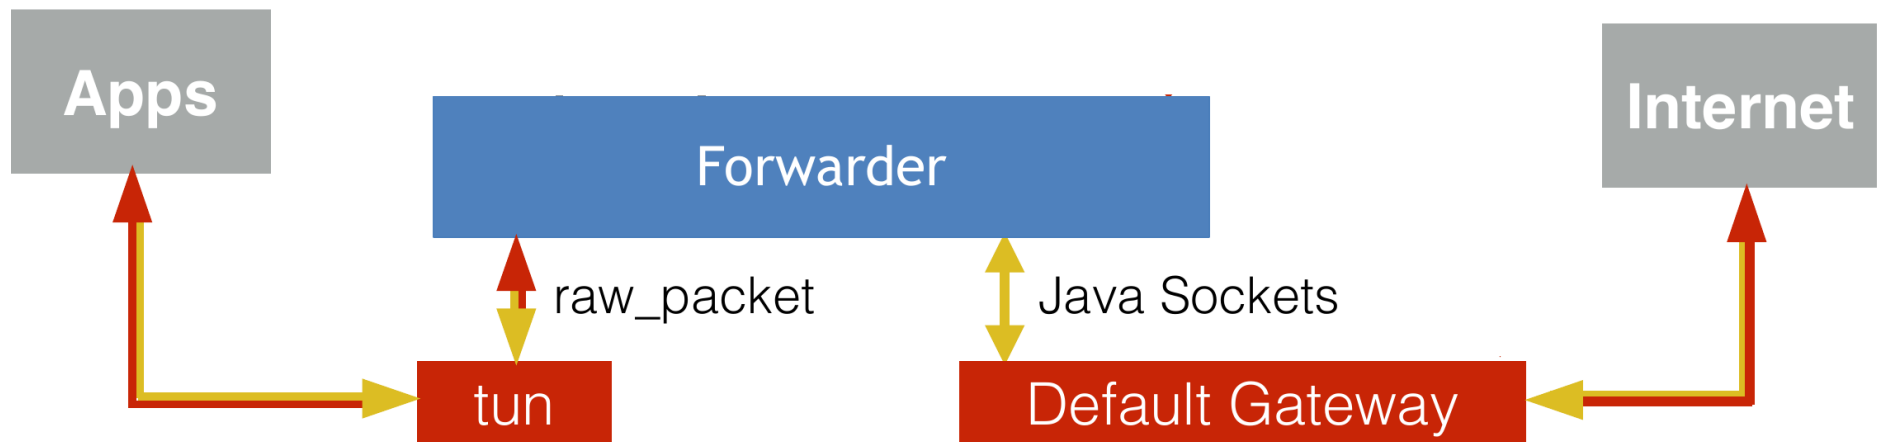 Apps
Internet
Forwarder
raw_packet
Java Sockets
tun
Default Gateway